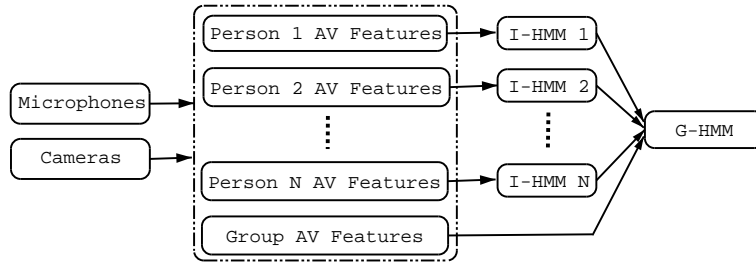 Person 1 AV Features
I-HMM 1
Person 2 AV Features
I-HMM 2
Microphones
G-HMM
Cameras
Person N AV Features
I-HMM N
Group AV Features